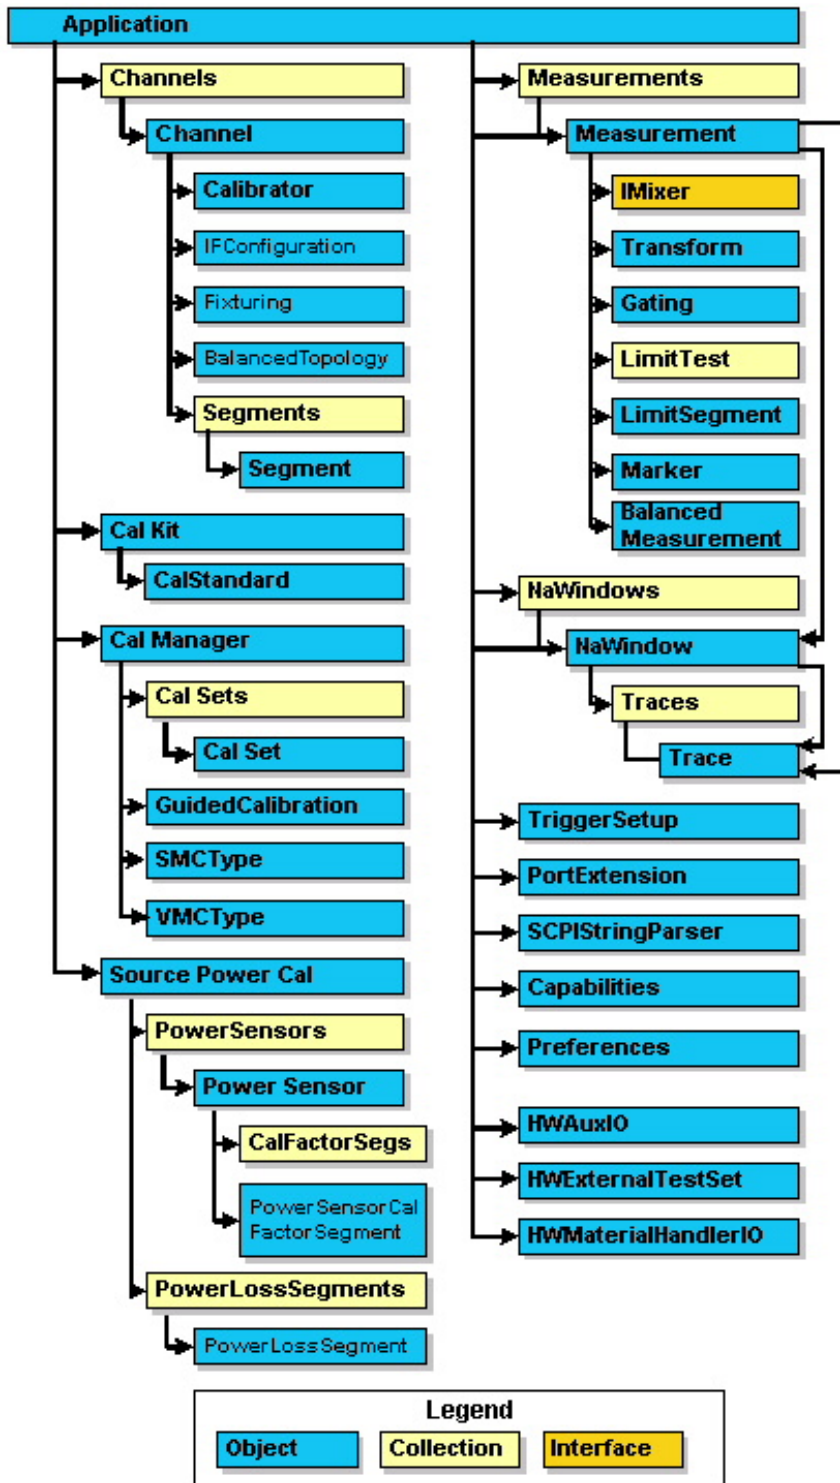 Application
Channels
Channel
Calibrator
IFConfiguration
Fixturing
BalancedTopology
Segments
Segment
Cal Kit
CalStandard
Cal Manager
Cal Sets
Cal Set
GuidedCalibration
SMCType
VMCType
Source Power Cal
PowerSensors
Power Sensor
CalFactorSegs
PowerSensorCal
FactorSegment
PowerLossSegments
PowerLossSegment
Measurements
Measurement
IMixer
Transform
Gating
LimitTest
LimitSegment
Marker
Balanced
Measurement
NaWindows
NaWindow
Traces
Trace
TriggerSetup
PortExtension
SCPIStringParser
Capabilities
Preferences
HWAuxIO
HWExternalTestSet
HWMaterialHandlerIO
Legend
Object
Collection
Interface